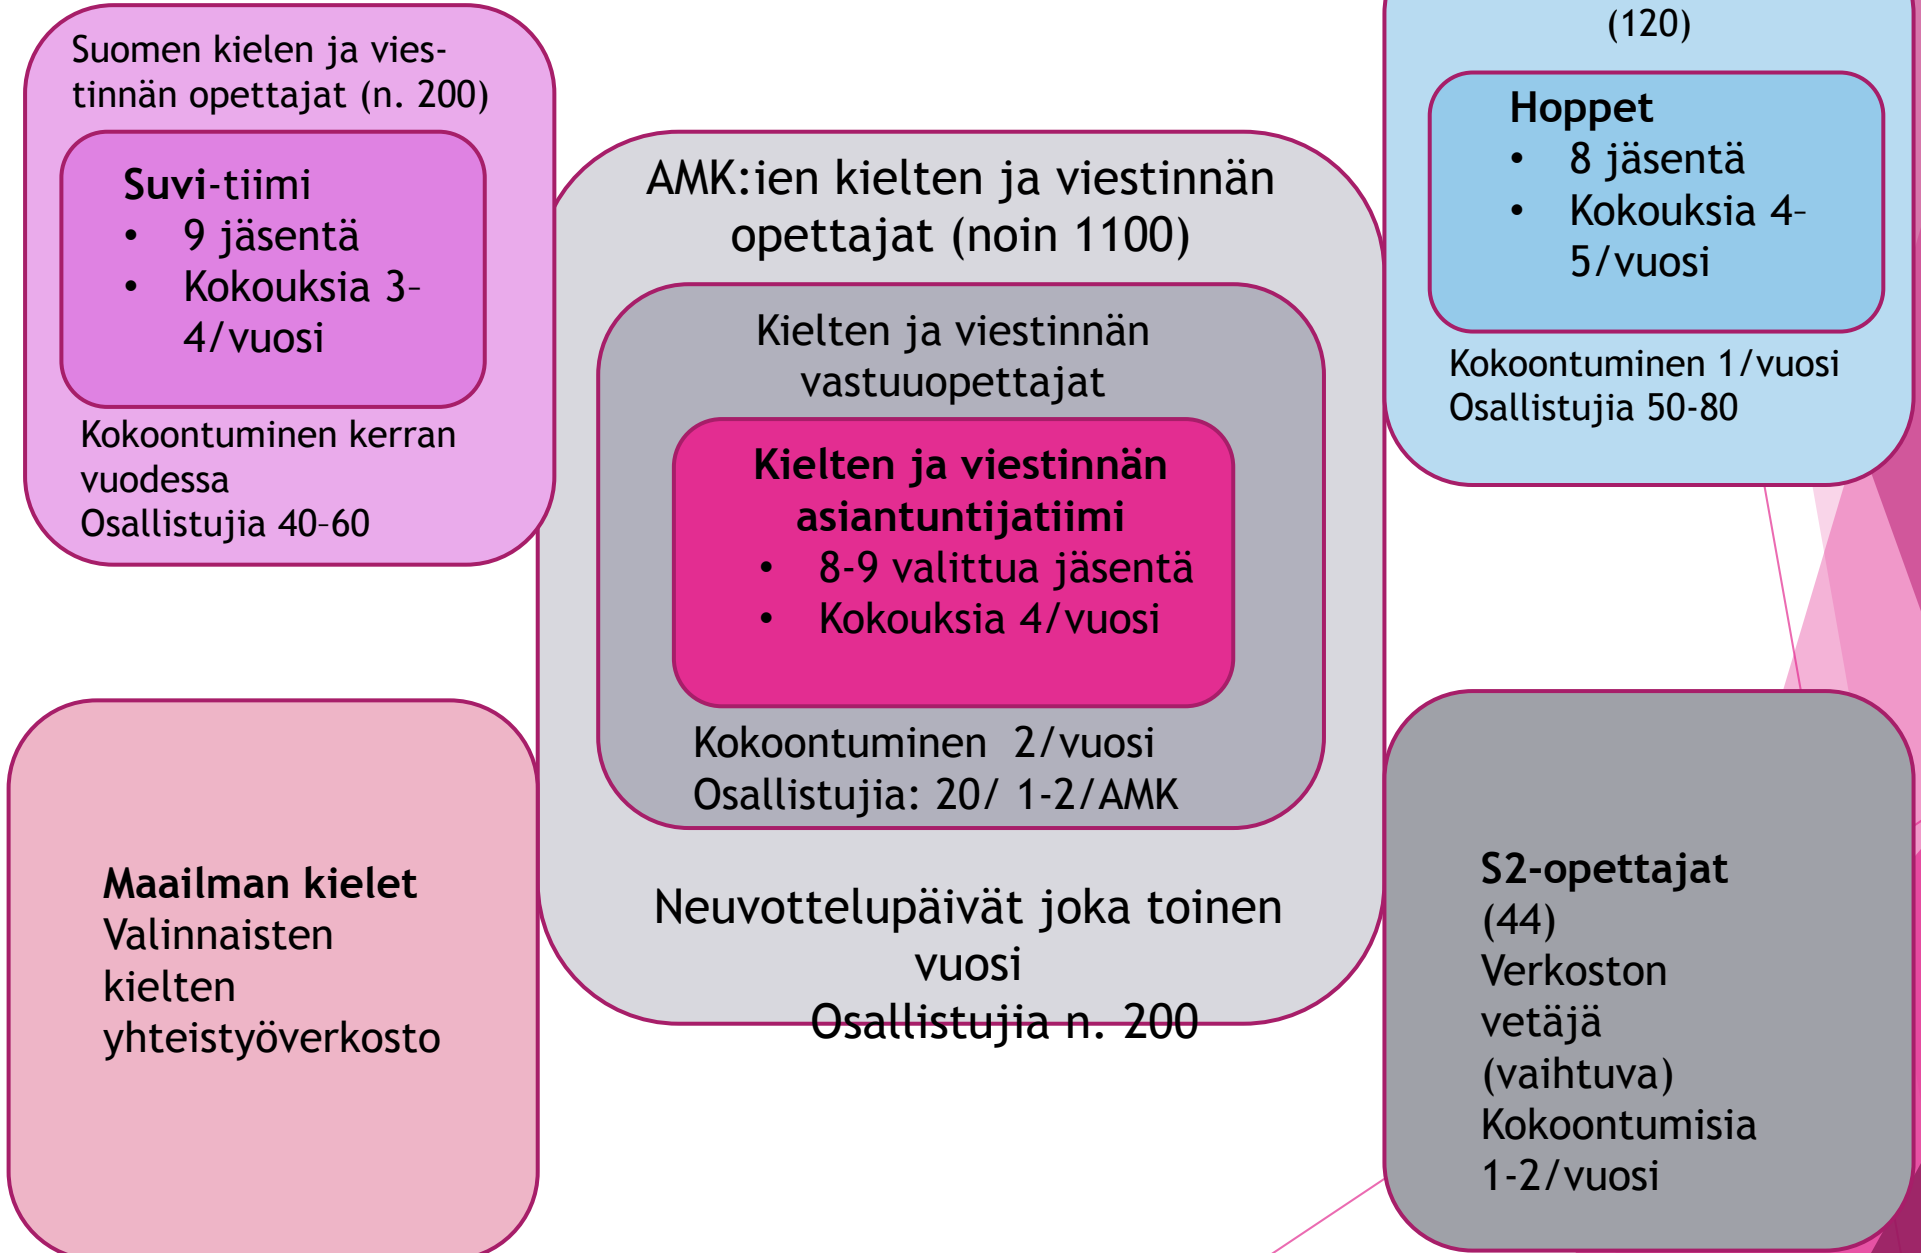 Suomen kielen ja vies-
tinnän opettajat (n. 200)
Suvi-tiimi
• 9 jäsentä
• Kokouksia 3–
4/vuosi
Kokoontuminen kerran
vuodessa
Osallistujia 40–60
AMK:ien kielten ja viestinnän
opettajat (noin 1100)
Kielten ja viestinnän
vastuuopettajat
Kielten ja viestinnän
asiantuntijatiimi
• 8-9 valittua jäsentä
• Kokouksia 4/vuosi
Kokoontuminen 2/vuosi
Osallistujia: 20/ 1-2/AMK
Neuvottelupäivät joka toinen
vuosi
Osallistujia n. 200
(120)
Hoppet
• 8 jäsentä
• Kokouksia 4–
5/vuosi
Kokoontuminen 1/vuosi
Osallistujia 50-80
Maailman kielet
Valinnaisten
kielten
yhteistyöverkosto
S2-opettajat
(44)
Verkoston
vetäjä
(vaihtuva)
Kokoontumisia
1-2/vuosi